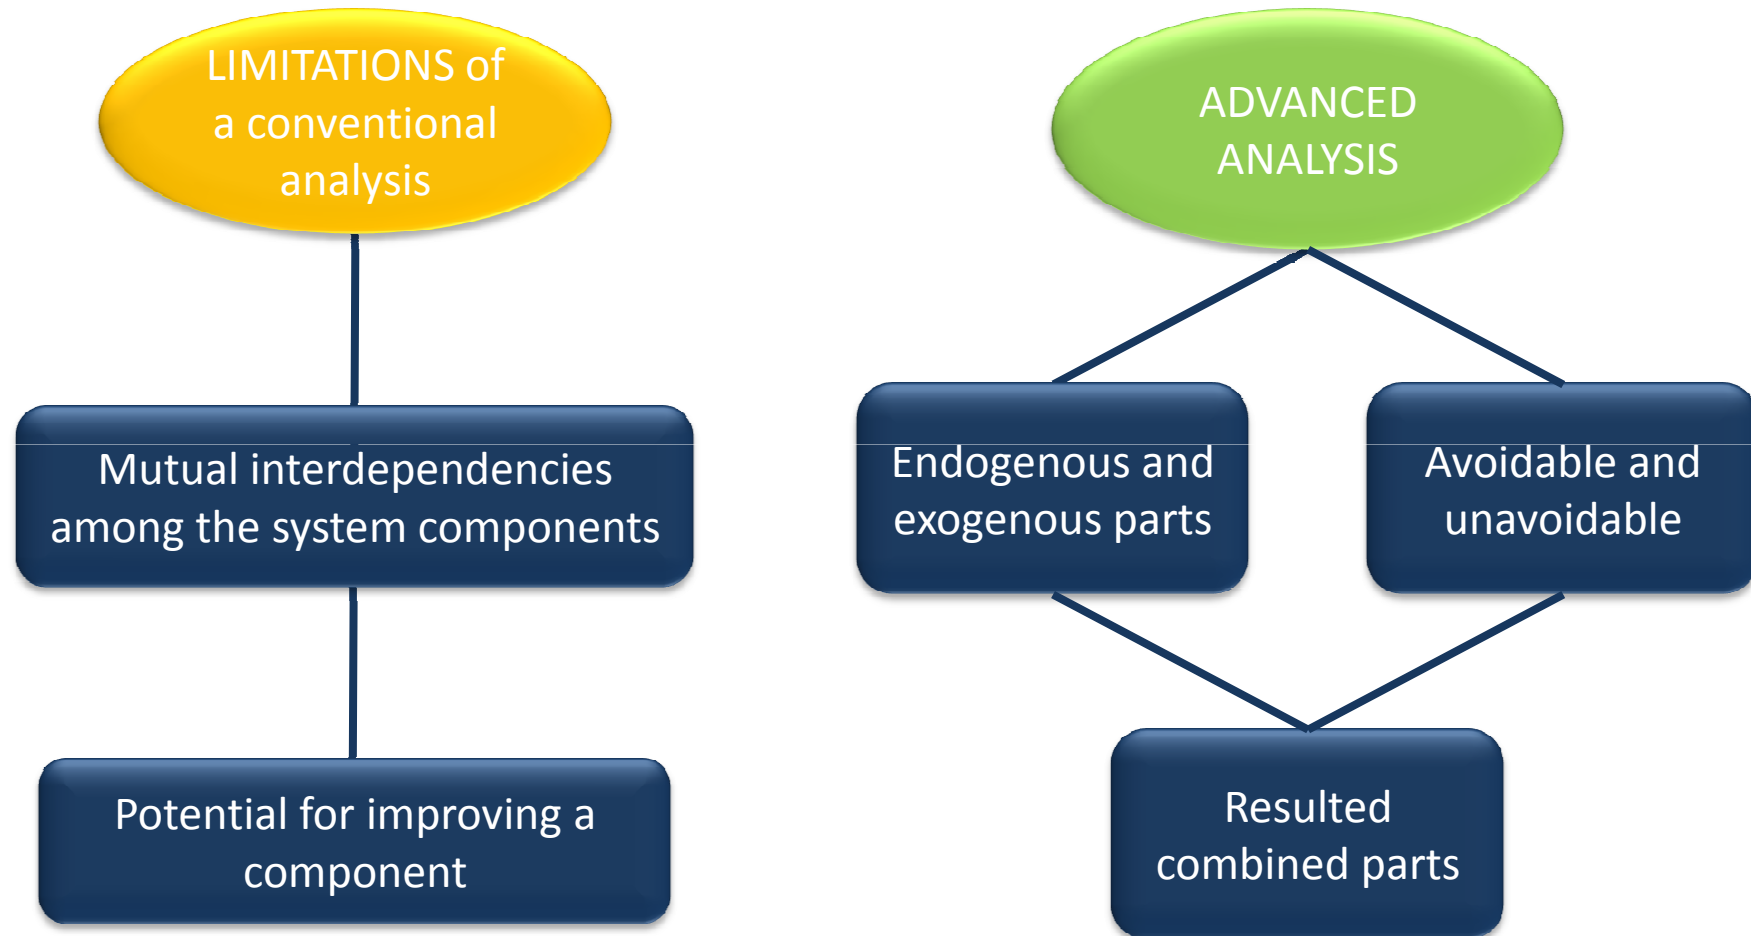 LIMITATIONS of
a conventional
analysis
Mutual interdependencies
among the system components
Potential for improving a
component
ADVANCED
ANALYSIS
Endogenous and
exogenous parts
Avoidable and
unavoidable
Resulted
combined parts